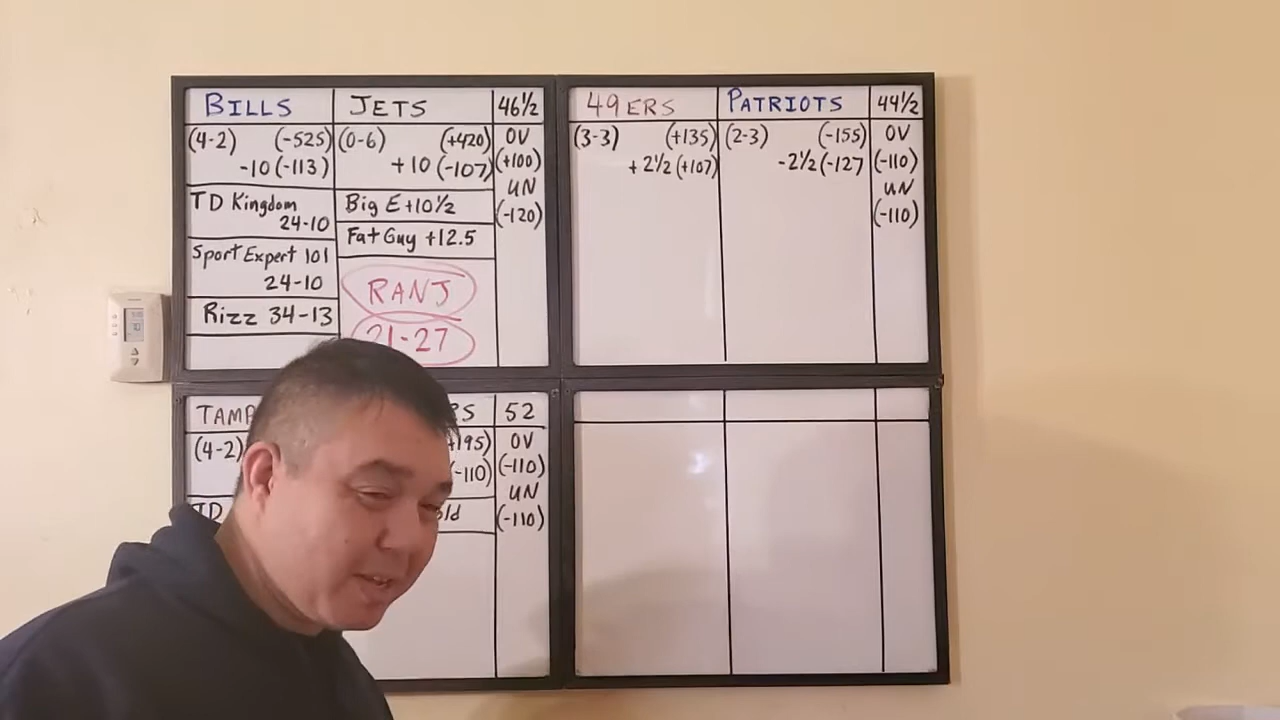 BILLS JETS 46½
(4-2) (-525) (0-6) (+420) OV
-10 (-113) +10 (-107) (+100)
UN
(-120)
TD Kingdom
24-10
Sport Expert 101
24-10
Rizz 34-13
Big E +10½
Fat Guy +12.5
RANJ
21-27
49ERS PATRIOTS 44½
(3-3) (+135) (2-3) (-155) OV
+2½ (+107) -2½ (-127 (-110)
UN
(-110)
52
(4-2) +195) OV
(-110) (-110)
UN
(-110)